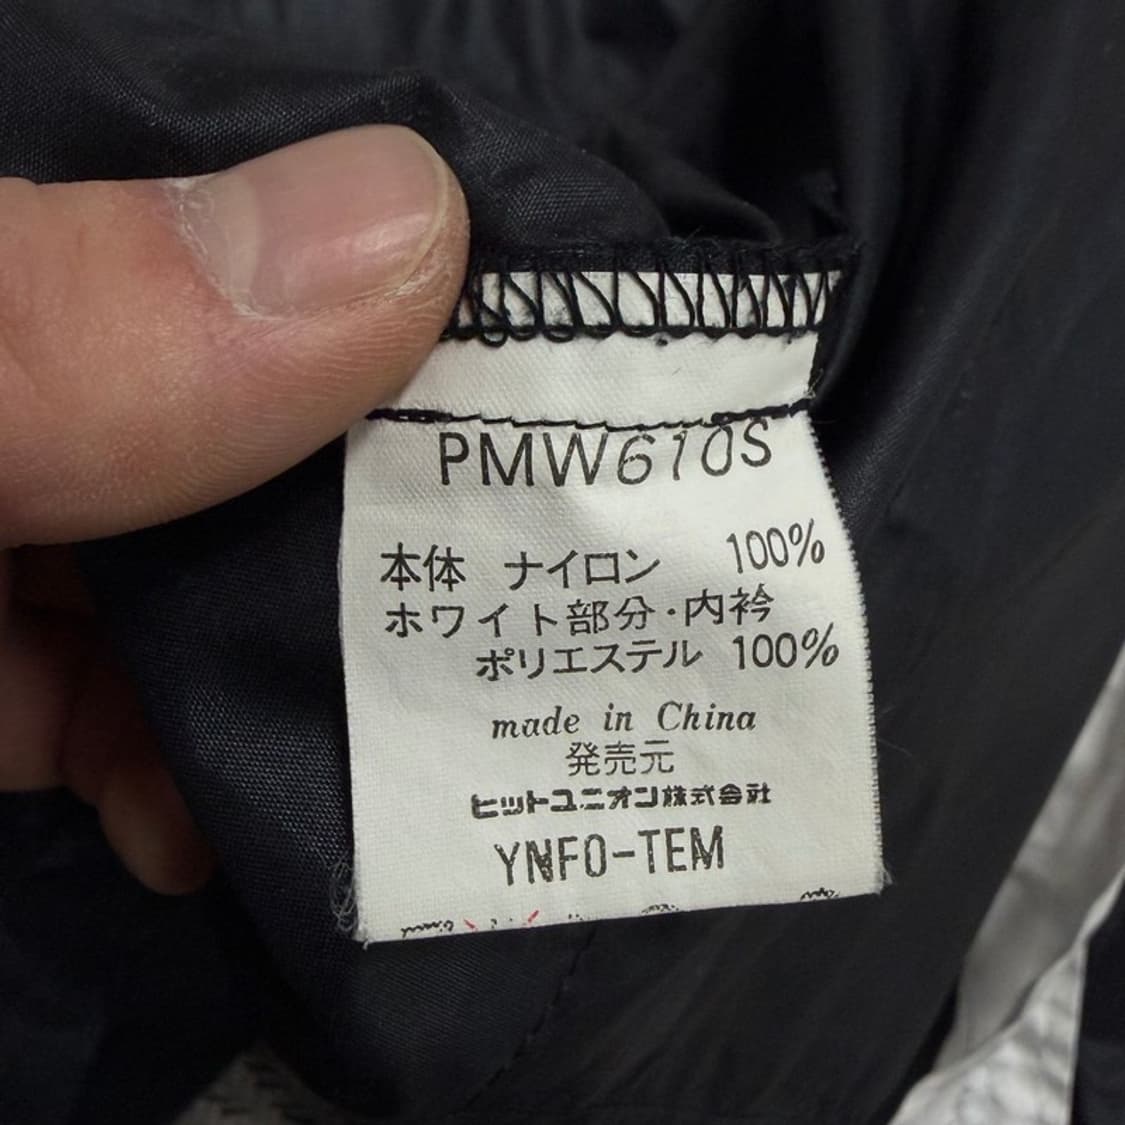 PMW610S
本体 ナイロン 100%
ホワイト部分・内衿
ポリエステル 100%
made in China
発売元
ヒットユニオン株式会社
YNFO-TEM